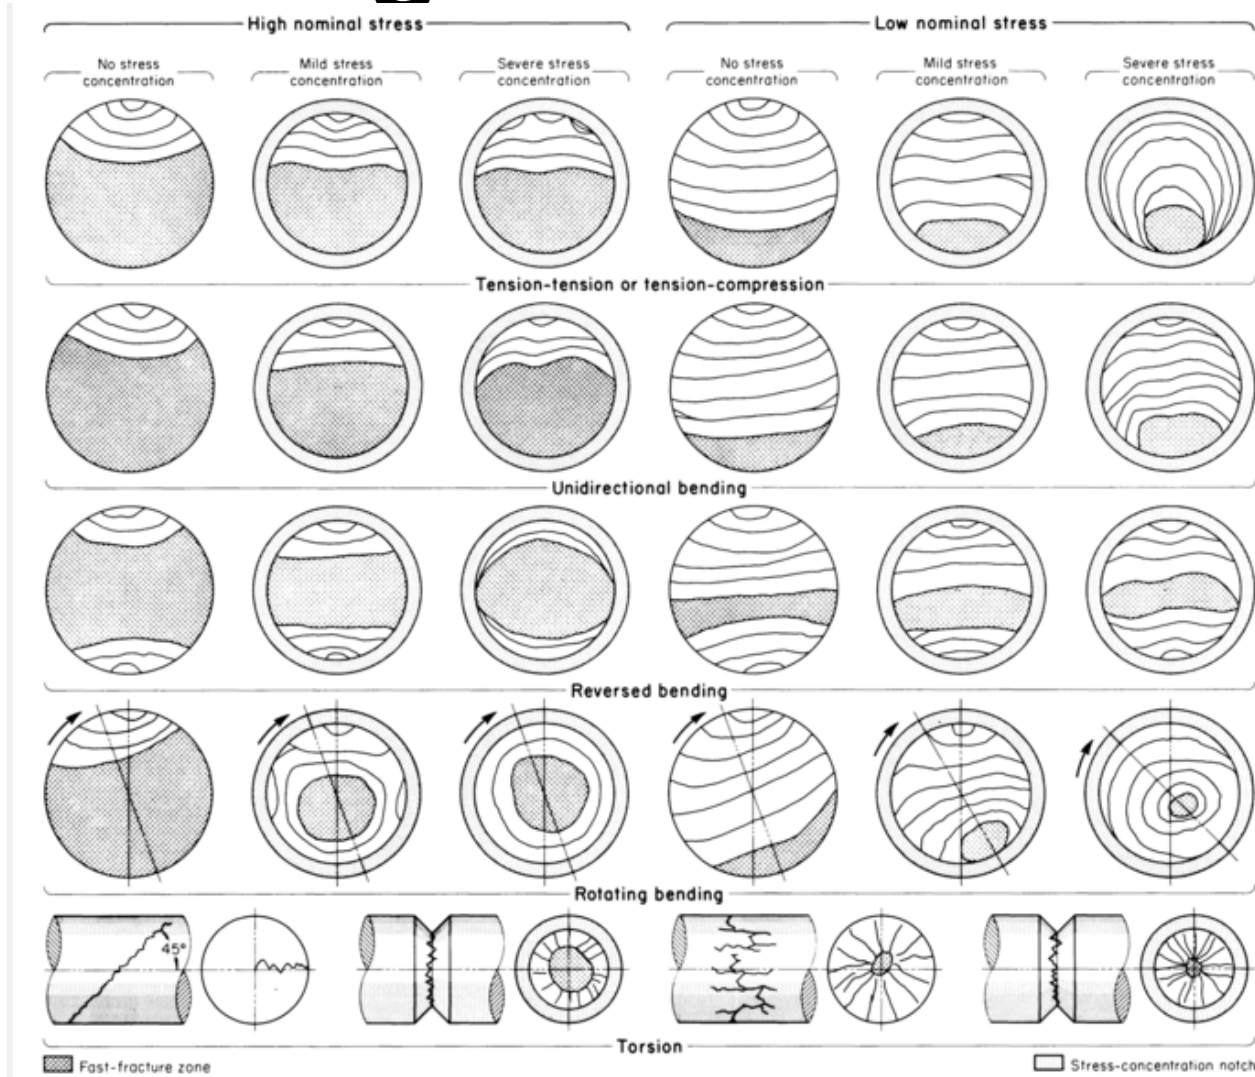 High nominal stress
Low nominal stress
No stress
concentration
Mild stress
concentration
Severe stress
concentration
No stress
concentration
Mild stress
concentration
Severe stress
concentration
Tension-tension or tension-compression
Unidirectional bending
Reversed bending
Rotating bending
45°
Torsion
Fast-fracture zone
Stress-concentration notch